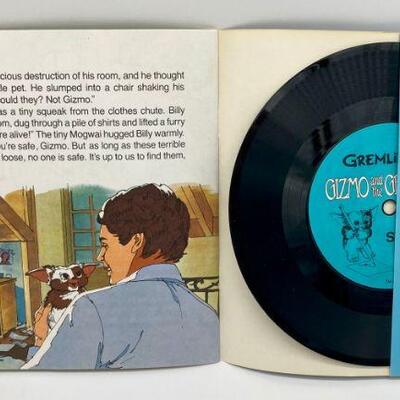 cious destruction of his room, and he thought
le pet. He slumped into a chair shaking his
ould they? Not Gizmo."
as a tiny squeak from the clothes chute. Billy
om, dug through a pile of shirts and lifted a furry
re alive!" The tiny Mogwai hugged Billy warmly.
u're safe, Gizmo. But as long as these terrible
loose, no one is safe. It's up to us to find them,
GREMLI
GIZMO and the G
S